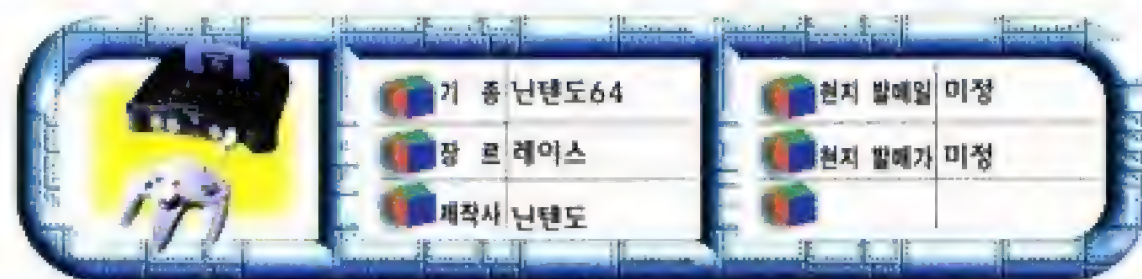 기 종 닌텐도64
장 르 레이스
제작사 닌텐도
현지 발매일 미정
현지 발매가 미정